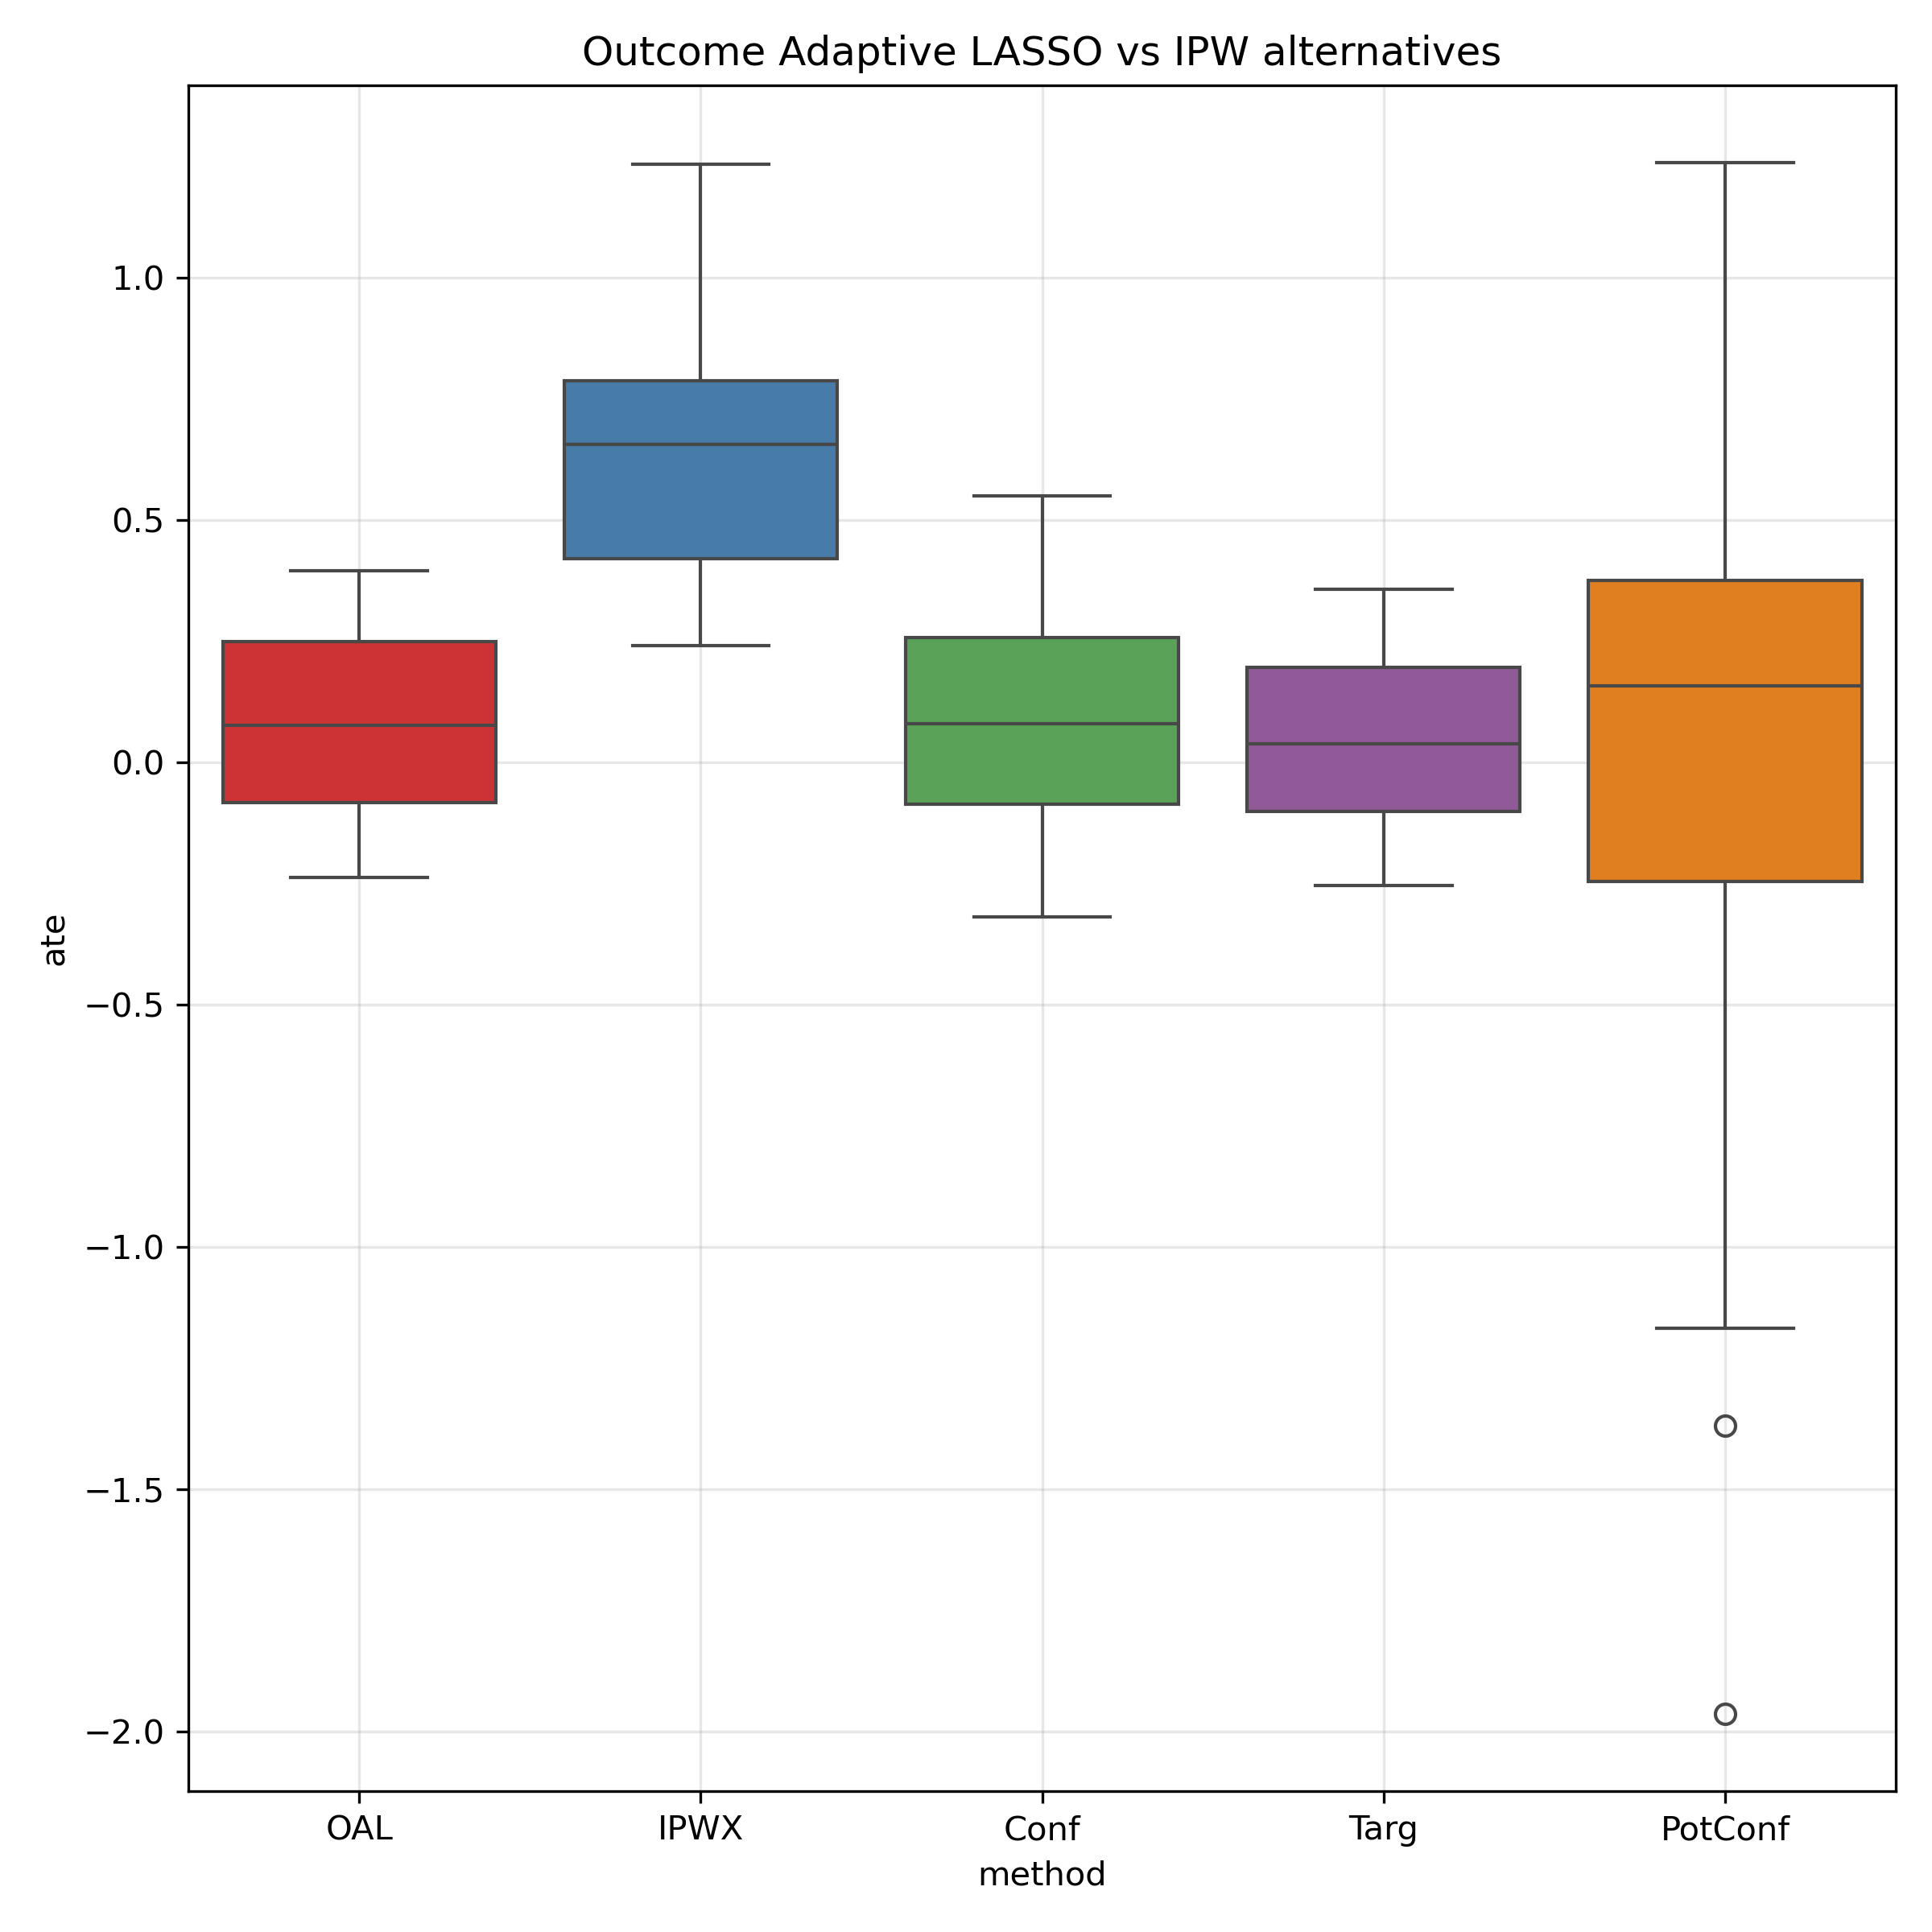 Outcome Adaptive LASSO vs IPW alternatives
ate
1.0
0.5
0.0
−0.5
−1.0
−1.5
−2.0
OAL IPWX Conf Targ PotConf
method